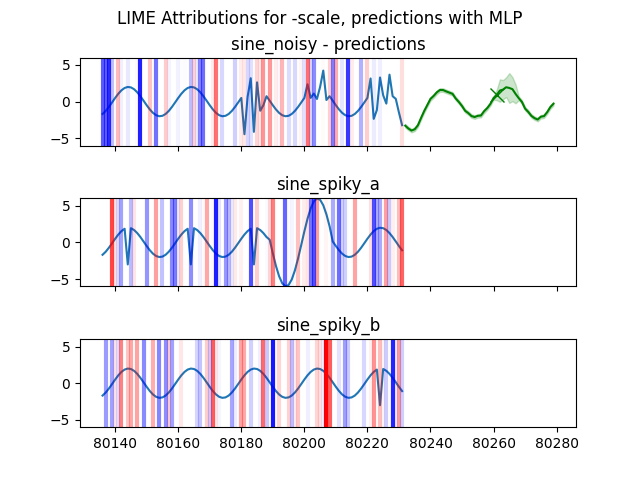 LIME Attributions for -scale, predictions with MLP
sine_noisy - predictions
5
0
−5
sine_spiky_a
5
0
−5
sine_spiky_b
5
0
−5
80140 80160 80180 80200 80220 80240 80260 80280